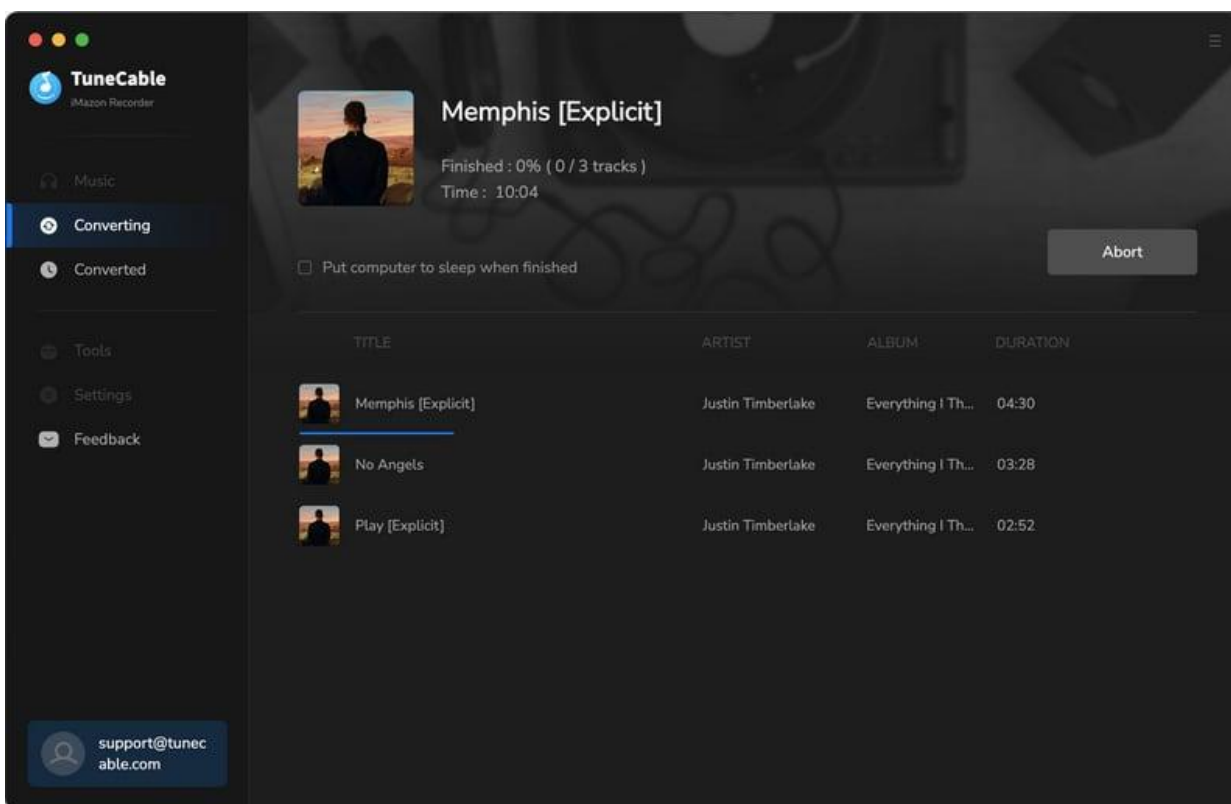 TuneCable
iMazon Recorder
Music
Converting
Converted
Tools
Settings
Feedback
support@tunec
able.com
Memphis [Explicit]
Finished : 0% ( 0 / 3 tracks )
Time : 10:04
Put computer to sleep when finished
Abort
TITLE ARTIST ALBUM DURATION
Memphis [Explicit] Justin Timberlake Everything I Th... 04:30
No Angels Justin Timberlake Everything I Th... 03:28
Play [Explicit] Justin Timberlake Everything I Th... 02:52